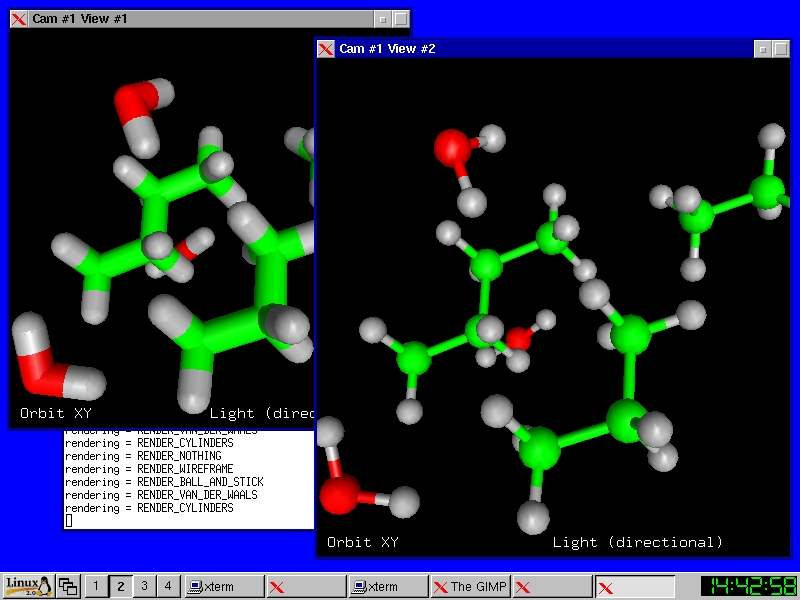 Cam #1 View #1
Cam #1 View #2
Orbit XY
Light (direc
rendering = RENDER_VAN_DER_WAALS
rendering = RENDER_CYLINDERS
rendering = RENDER_NOTHING
rendering = RENDER_WIREFRAME
rendering = RENDER_BALL_AND_STICK
rendering = RENDER_VAN_DER_WAALS
rendering = RENDER_CYLINDERS
Orbit XY
Light (directional)
Linux 2.0
1 2 3 4
xterm
xterm
The GIMP
14:42:58